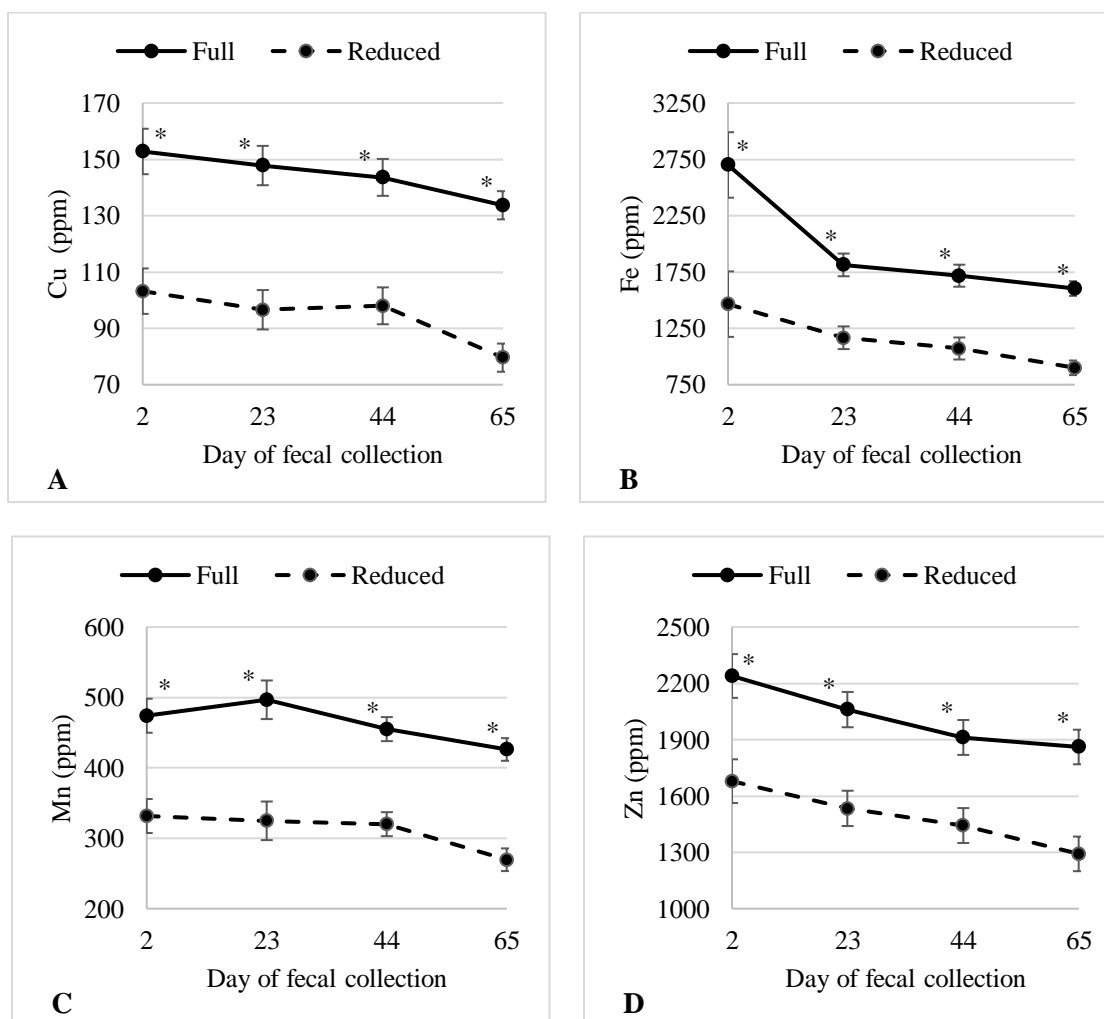 Full Reduced
170
150
130
110
90
70
Cu (ppm)
* * * *
2 23 44 65
Day of fecal collection
A
Full Reduced
3250
2750
2250
1750
1250
750
Fe (ppm)
* * * *
2 23 44 65
Day of fecal collection
B
Full Reduced
600
500
400
300
200
Mn (ppm)
* * * *
2 23 44 65
Day of fecal collection
C
Full Reduced
2500
2200
1900
1600
1300
1000
Zn (ppm)
* * * *
2 23 44 65
Day of fecal collection
D